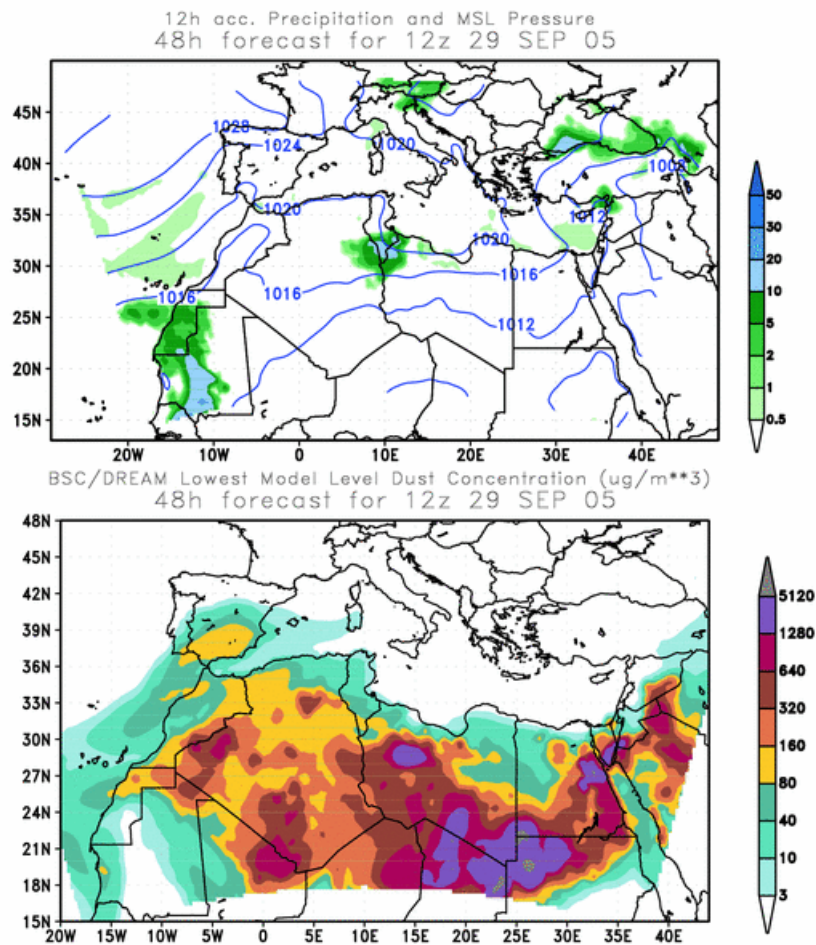 12h acc. Precipitation and MSL Pressure
48h forecast for 12z 29 SEP 05
45N
40N
35N
30N
25N
20N
15N
1028
1024
1020
1008
1020
1012
1020
1016
1016
1016
1012
50
30
20
10
5
2
1
0.5
20W 10W 0 10E 20E 30E 40E
BSC/DREAM Lowest Model Level Dust Concentration (ug/m**3)
48h forecast for 12z 29 SEP 05
48N
45N
42N
39N
36N
33N
30N
27N
24N
21N
18N
15N
5120
1280
640
320
160
80
40
10
3
20W 15W 10W 5W 0 5E 10E 15E 20E 25E 30E 35E 40E